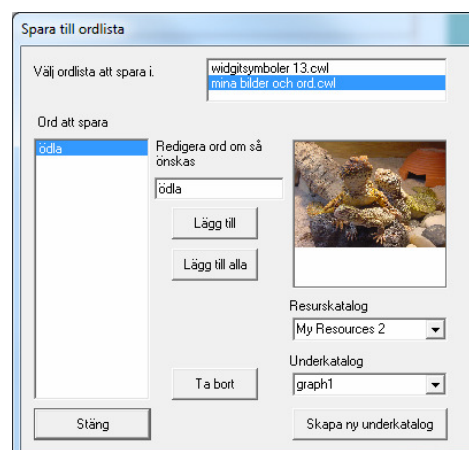 Spara till ordlista
Välj ordlista att spara i.
widgitsymboler 13.cwl
mina bilder och ord.cwl
Ord att spara
ödla
Redigera ord om så
önskas
ödla
Lägg till
Lägg till alla
Ta bort
Stäng
Resurskatalog
My Resources 2
Underkatalog
graph1
Skapa ny underkatalog